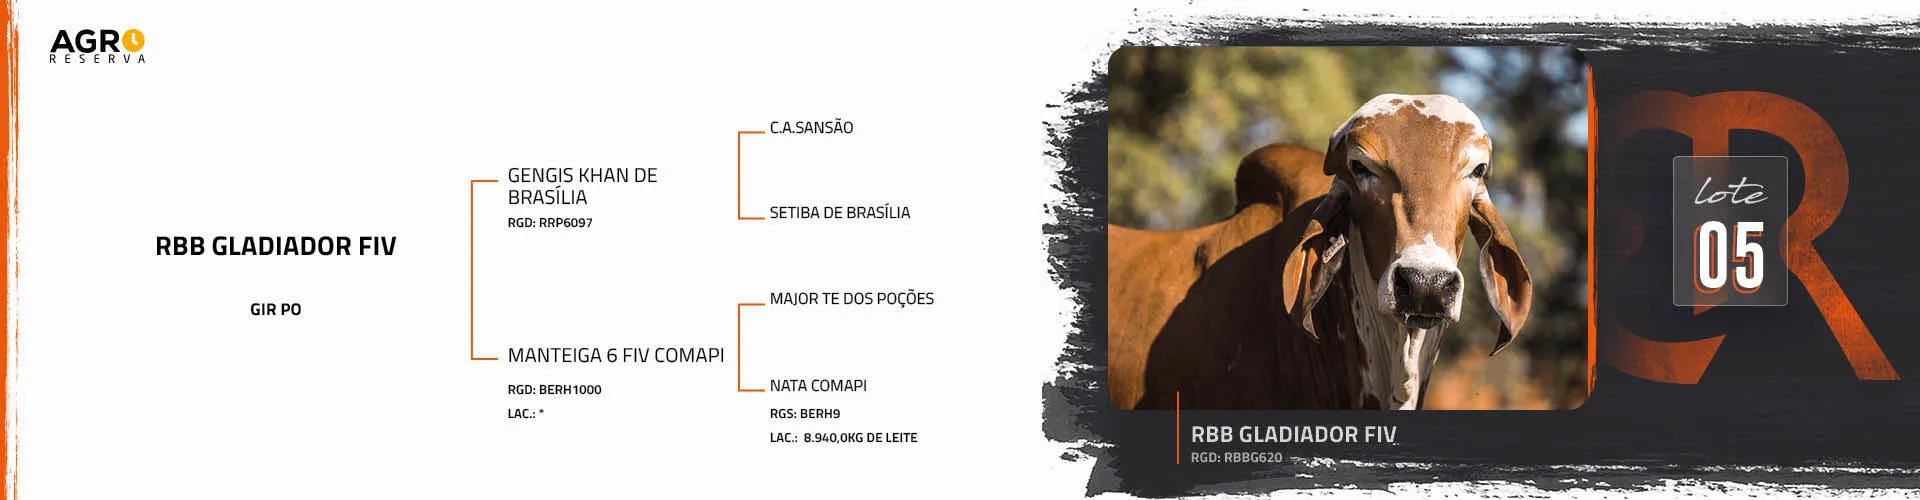 AGRO
RESERVA
RBB GLADIADOR FIV
GIR PO
GENGIS KHAN DE
BRASÍLIA
RGD: RRP6097
MANTEIGA 6 FIV COMAPI
RGD: BERH1000
LAC.: *
C.A.SANSÃO
SETIBA DE BRASÍLIA
MAJOR TE DOS POÇÕES
NATA COMAPI
RGS: BERH9
LAC.: 8.940,0KG DE LEITE
lote
05
RBB GLADIADOR FIV
RGD: RBBG620